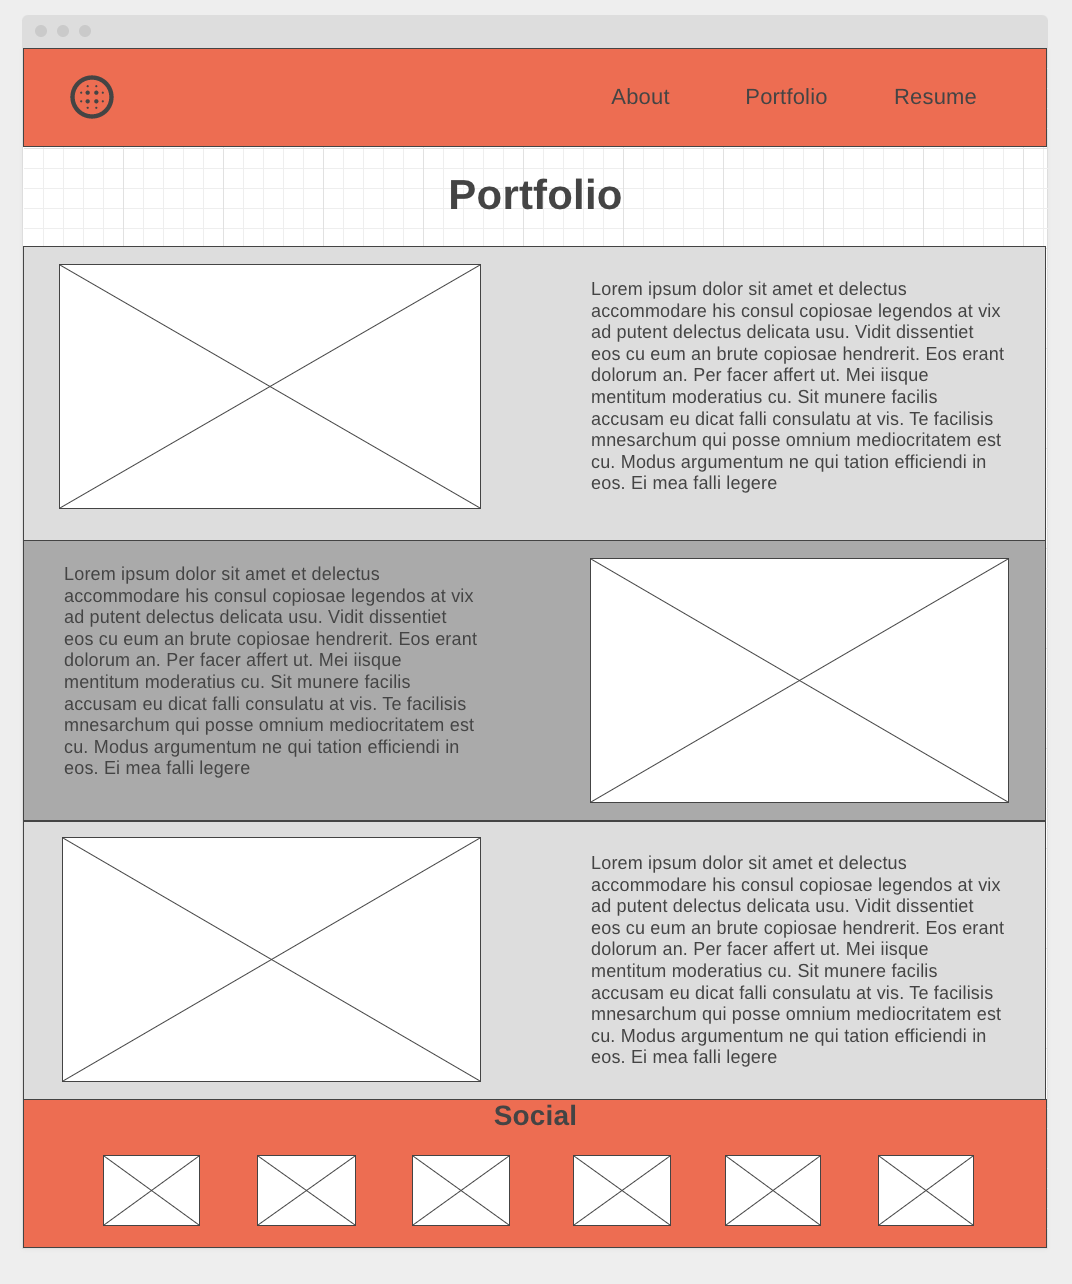 About Portfolio Resume
Portfolio
Lorem ipsum dolor sit amet et delectus
accommodare his consul copiosae legendos at vix
ad putent delectus delicata usu. Vidit dissentiet
eos cu eum an brute copiosae hendrerit. Eos erant
dolorum an. Per facer affert ut. Mei iisque
mentitum moderatius cu. Sit munere facilis
accusam eu dicat falli consulatu at vis. Te facilisis
mnesarchum qui posse omnium mediocritatem est
cu. Modus argumentum ne qui tation efficiendi in
eos. Ei mea falli legere
Lorem ipsum dolor sit amet et delectus
accommodare his consul copiosae legendos at vix
ad putent delectus delicata usu. Vidit dissentiet
eos cu eum an brute copiosae hendrerit. Eos erant
dolorum an. Per facer affert ut. Mei iisque
mentitum moderatius cu. Sit munere facilis
accusam eu dicat falli consulatu at vis. Te facilisis
mnesarchum qui posse omnium mediocritatem est
cu. Modus argumentum ne qui tation efficiendi in
eos. Ei mea falli legere
Lorem ipsum dolor sit amet et delectus
accommodare his consul copiosae legendos at vix
ad putent delectus delicata usu. Vidit dissentiet
eos cu eum an brute copiosae hendrerit. Eos erant
dolorum an. Per facer affert ut. Mei iisque
mentitum moderatius cu. Sit munere facilis
accusam eu dicat falli consulatu at vis. Te facilisis
mnesarchum qui posse omnium mediocritatem est
cu. Modus argumentum ne qui tation efficiendi in
eos. Ei mea falli legere
Social